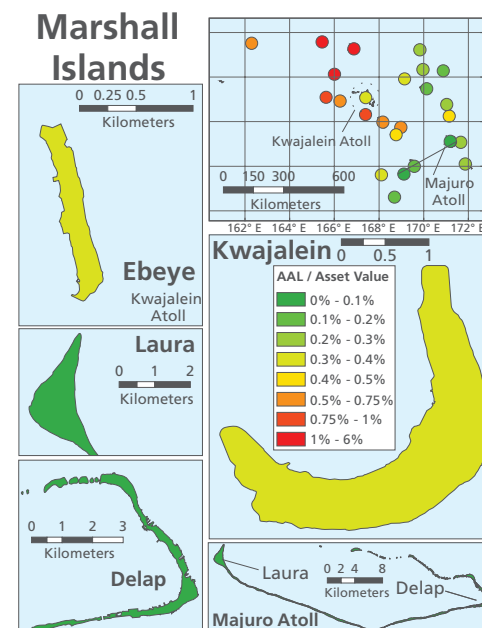 Marshall
Islands
0 0.25 0.5 1
Kilometers
Ebeye
Kwajalein
Atoll
Laura
0 1 2
Kilometers
0 1 2 3
Kilometers
Delap
Kwajalein Atoll
Majuro
Atoll
0 150 300 600
Kilometers
162° E 164° E 166° E 168° E 170° E 172° E
Kwajalein
0 0.5 1
AAL / Asset Value
0% - 0.1%
0.1% - 0.2%
0.2% - 0.3%
0.3% - 0.4%
0.4% - 0.5%
0.5% - 0.75%
0.75% - 1%
1% - 6%
Laura
0 2 4 8
Kilometers
Delap
Majuro Atoll